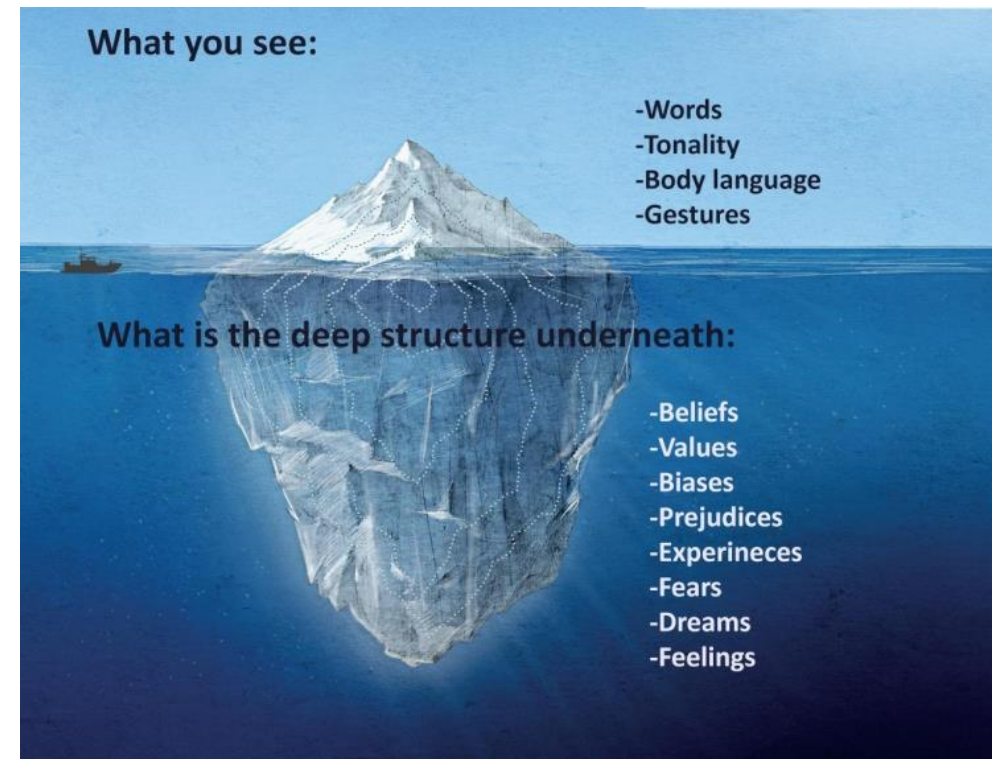 What you see:
-Words
-Tonality
-Body language
-Gestures
What is the deep structure underneath:
-Beliefs
-Values
-Biases
-Prejudices
-Experineces
-Fears
-Dreams
-Feelings